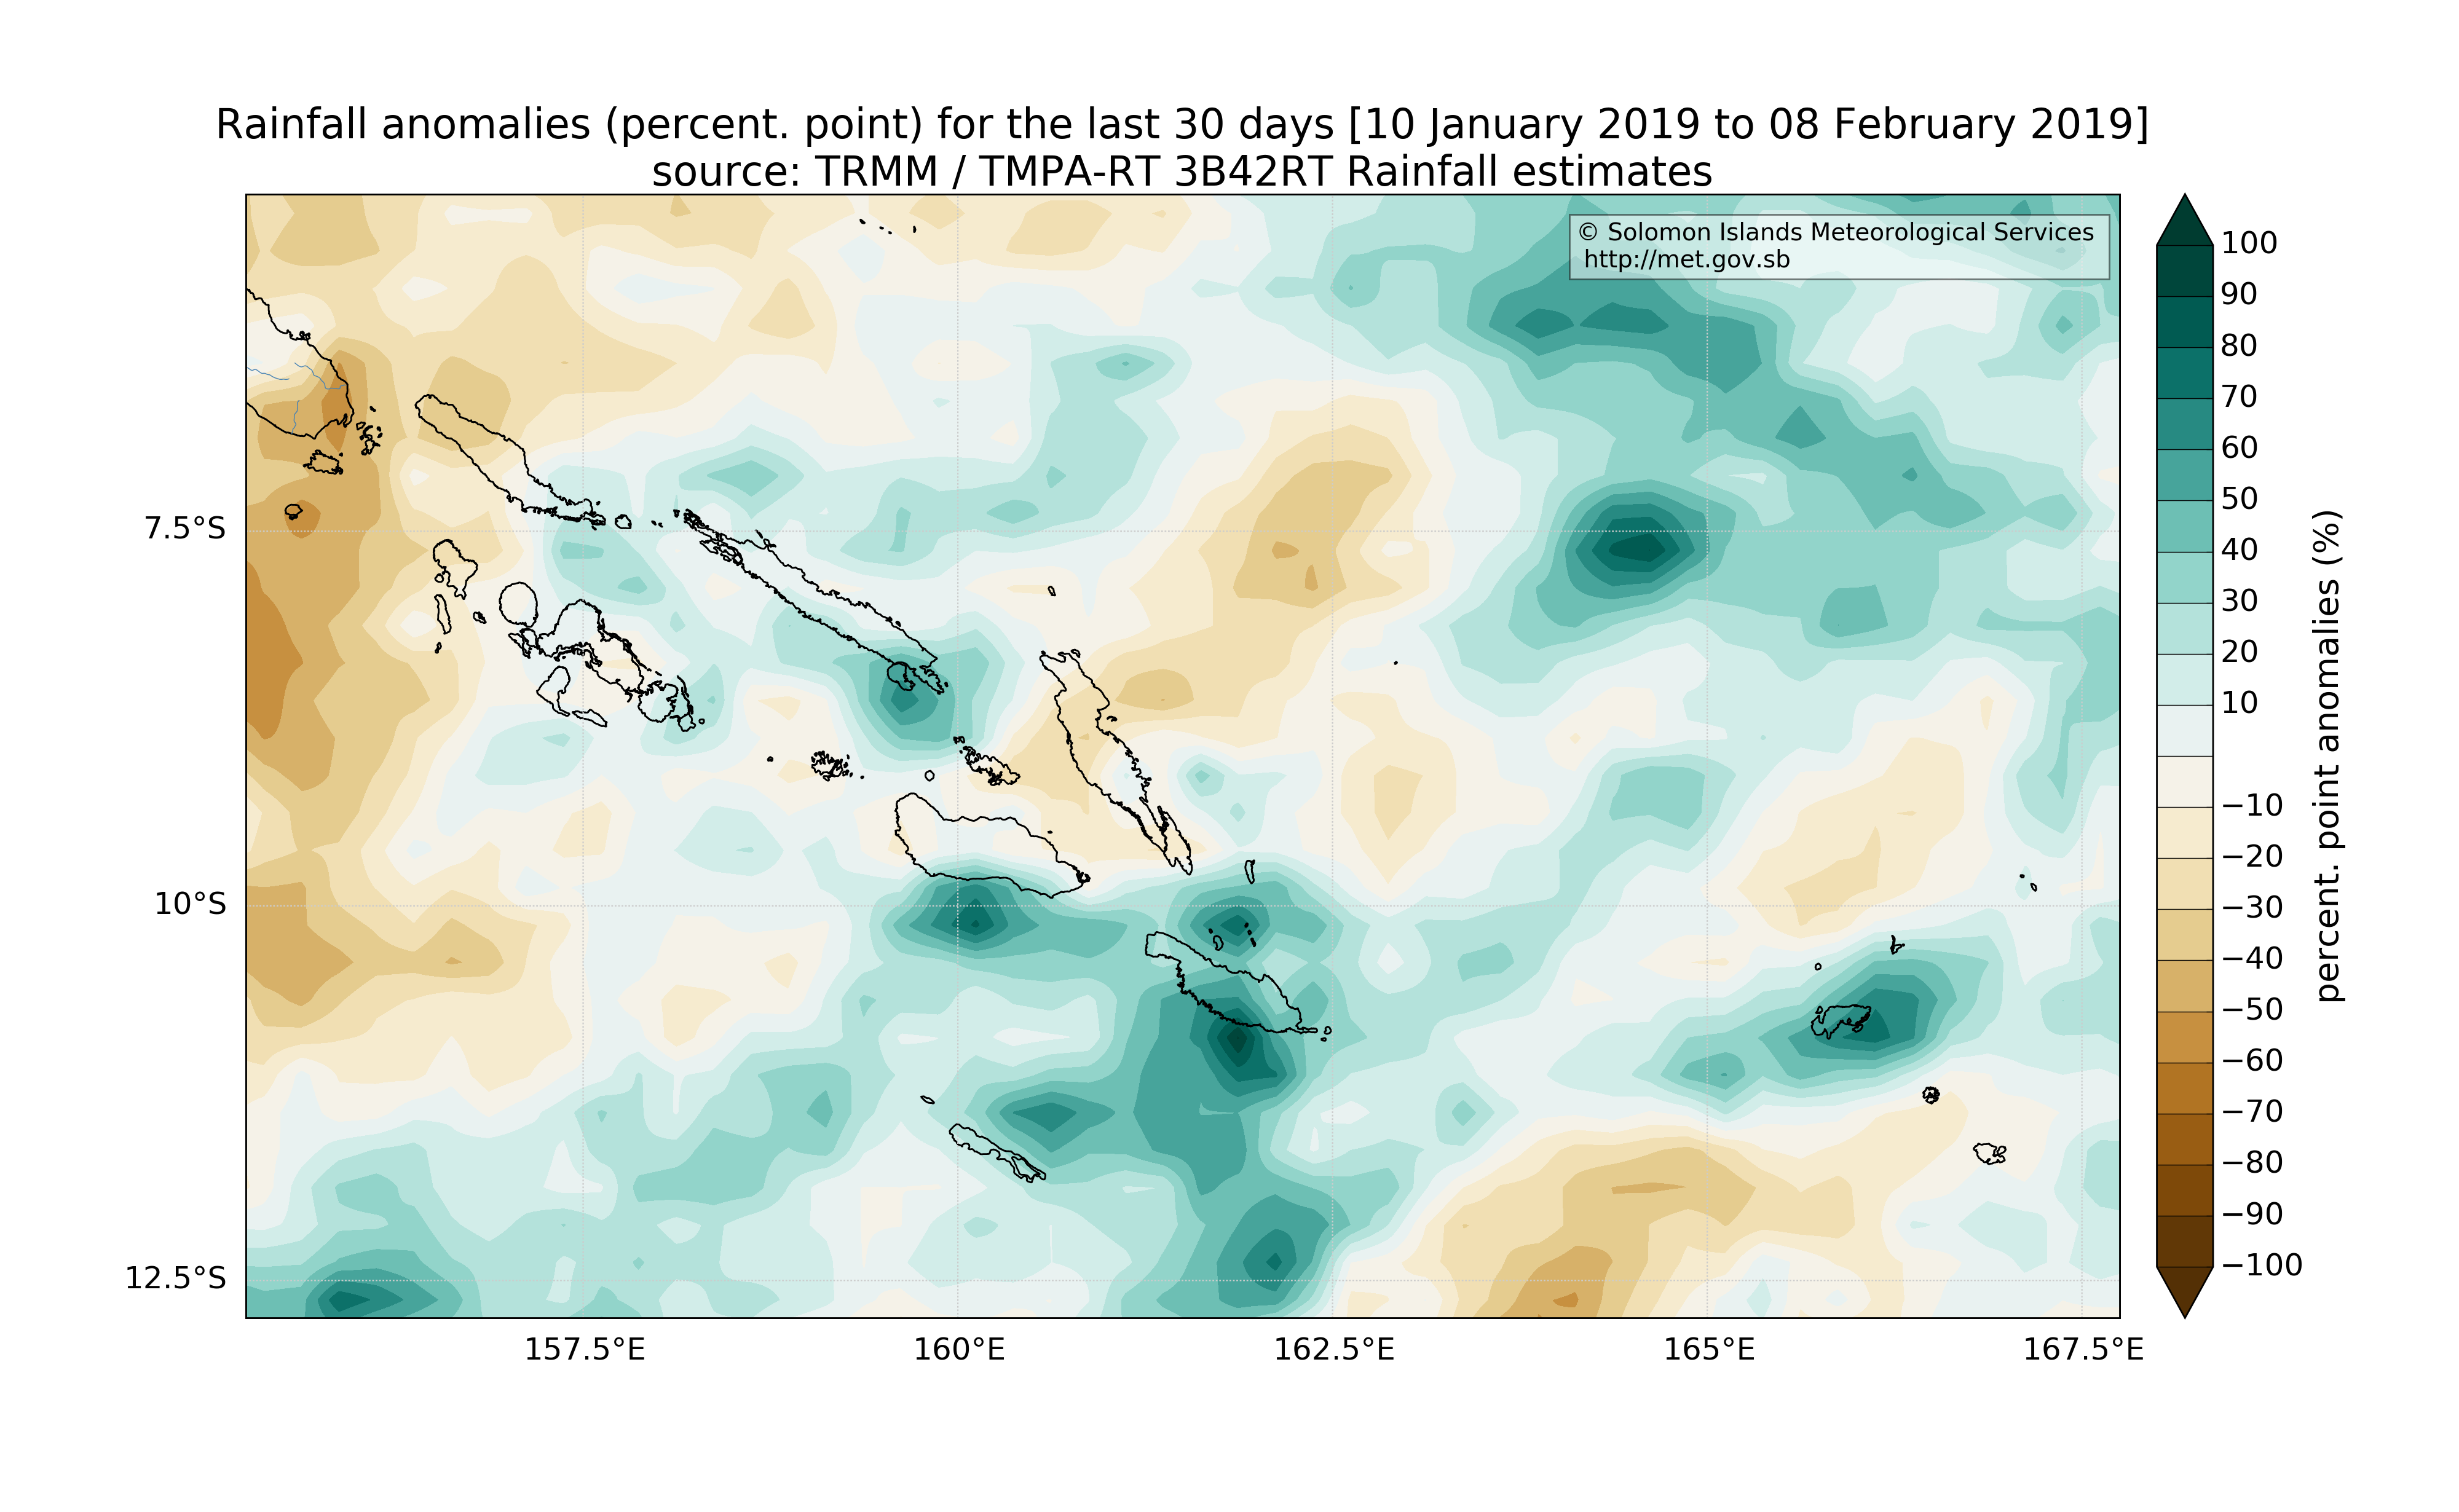 Rainfall anomalies (percent. point) for the last 30 days [10 January 2019 to 08 February 2019]
source: TRMM / TMPA-RT 3B42RT Rainfall estimates
© Solomon Islands Meteorological Services
http://met.gov.sb
7.5°S
10°S
12.5°S
157.5°E
160°E
162.5°E
165°E
167.5°E
100
90
80
70
60
50
40
30
20
10
−10
−20
−30
−40
−50
−60
−70
−80
−90
−100
percent. point anomalies (%)